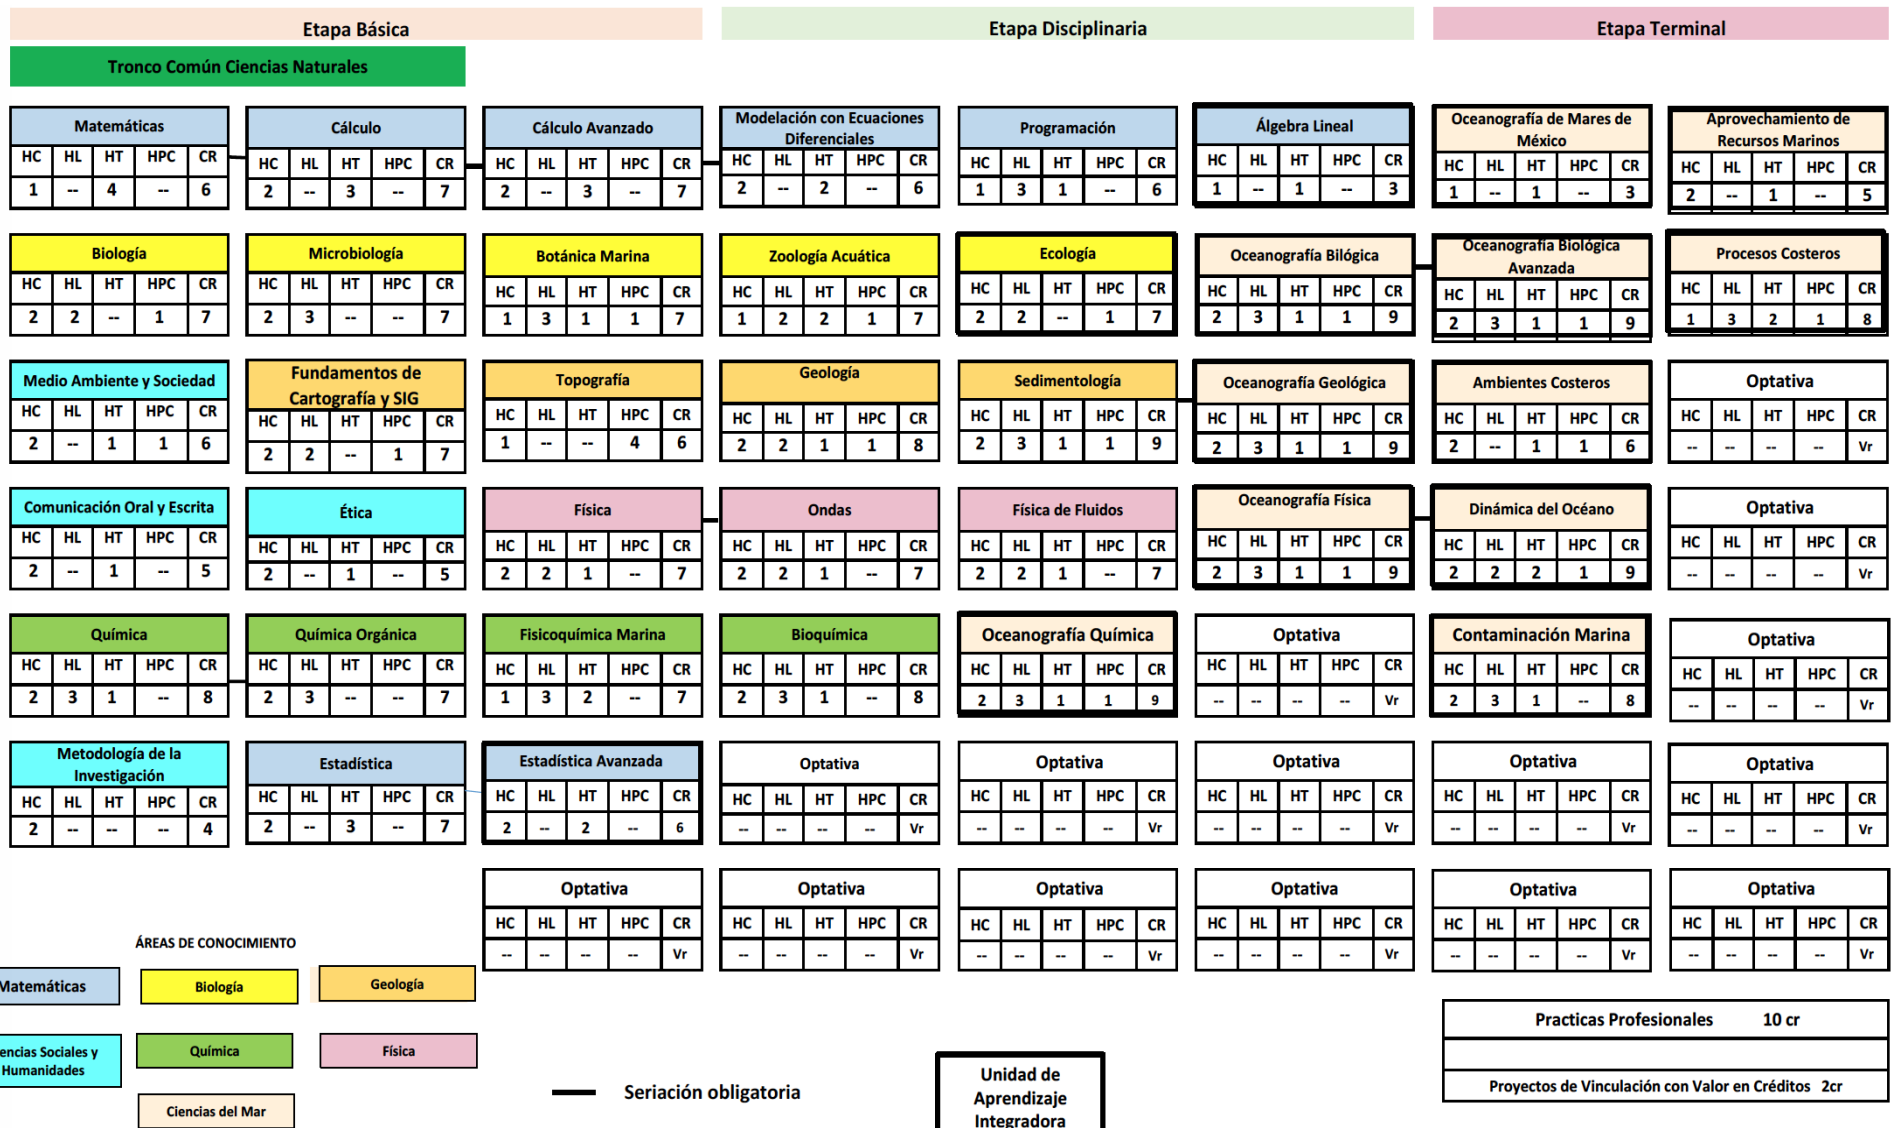 Etapa Básica Etapa Disciplinaria Etapa Terminal
Tronco Común Ciencias Naturales
Matemáticas
HC HL HT HPC CR
1 -- 4 -- 6
Cálculo
HC HL HT HPC CR
2 -- 3 -- 7
Cálculo Avanzado
HC HL HT HPC CR
2 -- 3 -- 7
Modelación con Ecuaciones
Diferenciales
HC HL HT HPC CR
2 -- 2 -- 6
Programación
HC HL HT HPC CR
1 3 1 -- 6
Álgebra Lineal
HC HL HT HPC CR
1 -- 1 -- 3
Oceanografía de Mares de
México
HC HL HT HPC CR
1 -- 1 -- 3
Aprovechamiento de
Recursos Marinos
HC HL HT HPC CR
2 -- 1 -- 5
Biología
HC HL HT HPC CR
2 2 -- 1 7
Microbiología
HC HL HT HPC CR
2 3 -- -- 7
Botánica Marina
HC HL HT HPC CR
1 3 1 1 7
Zoología Acuática
HC HL HT HPC CR
1 2 2 1 7
Ecología
HC HL HT HPC CR
2 2 -- 1 7
Oceanografía Bilógica
HC HL HT HPC CR
2 3 1 1 9
Oceanografía Biológica
Avanzada
HC HL HT HPC CR
2 3 1 1 9
Procesos Costeros
HC HL HT HPC CR
1 3 2 1 8
Medio Ambiente y Sociedad
HC HL HT HPC CR
2 -- 1 1 6
Fundamentos de
Cartografía y SIG
HC HL HT HPC CR
2 2 -- 1 7
Topografía
HC HL HT HPC CR
1 -- -- 4 6
Geología
HC HL HT HPC CR
2 2 1 1 8
Sedimentología
HC HL HT HPC CR
2 3 1 1 9
Oceanografía Geológica
HC HL HT HPC CR
2 3 1 1 9
Ambientes Costeros
HC HL HT HPC CR
2 -- 1 1 6
Optativa
HC HL HT HPC CR
-- -- -- -- Vr
Comunicación Oral y Escrita
HC HL HT HPC CR
2 -- 1 -- 5
Ética
HC HL HT HPC CR
2 -- 1 -- 5
Física
HC HL HT HPC CR
2 2 1 -- 7
Ondas
HC HL HT HPC CR
2 2 1 -- 7
Física de Fluidos
HC HL HT HPC CR
2 2 1 -- 7
Oceanografía Física
HC HL HT HPC CR
2 3 1 1 9
Dinámica del Océano
HC HL HT HPC CR
2 2 2 1 9
Optativa
HC HL HT HPC CR
-- -- -- -- Vr
Química
HC HL HT HPC CR
2 3 1 -- 8
Química Orgánica
HC HL HT HPC CR
2 3 -- -- 7
Fisicoquímica Marina
HC HL HT HPC CR
1 3 2 -- 7
Bioquímica
HC HL HT HPC CR
2 3 1 -- 8
Oceanografía Química
HC HL HT HPC CR
2 3 1 1 9
Optativa
HC HL HT HPC CR
-- -- -- -- Vr
Contaminación Marina
HC HL HT HPC CR
2 3 1 -- 8
Optativa
HC HL HT HPC CR
-- -- -- -- Vr
Metodología de la
Investigación
HC HL HT HPC CR
2 -- -- -- 4
Estadística
HC HL HT HPC CR
2 -- 3 -- 7
Estadística Avanzada
HC HL HT HPC CR
2 -- 2 -- 6
Optativa
HC HL HT HPC CR
-- -- -- -- Vr
Optativa
HC HL HT HPC CR
-- -- -- -- Vr
Optativa
HC HL HT HPC CR
-- -- -- -- Vr
Optativa
HC HL HT HPC CR
-- -- -- -- Vr
Optativa
HC HL HT HPC CR
-- -- -- -- Vr
Optativa
HC HL HT HPC CR
-- -- -- -- Vr
Optativa
HC HL HT HPC CR
-- -- -- -- Vr
Optativa
HC HL HT HPC CR
-- -- -- -- Vr
Optativa
HC HL HT HPC CR
-- -- -- -- Vr
Optativa
HC HL HT HPC CR
-- -- -- -- Vr
Optativa
HC HL HT HPC CR
-- -- -- -- Vr
ÁREAS DE CONOCIMIENTO
Matemáticas Biología Geología
encias Sociales y
Humanidades
Química Física
Ciencias del Mar
Seriación obligatoria
Unidad de
Aprendizaje
Integradora
Practicas Profesionales 10 cr
Proyectos de Vinculación con Valor en Créditos 2cr